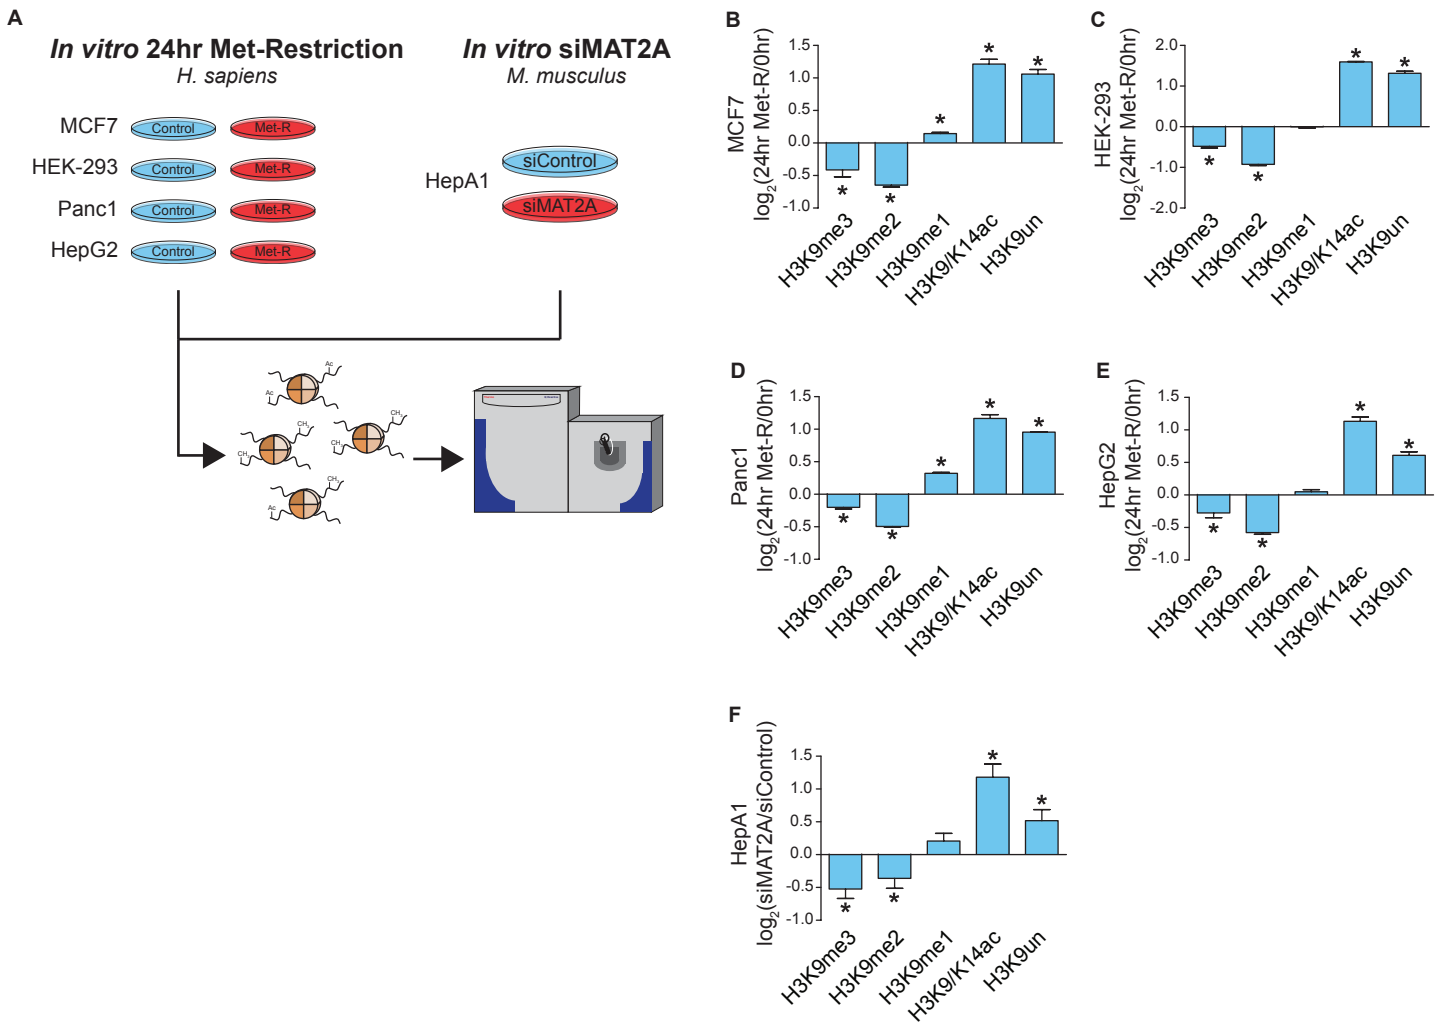 A
In vitro 24hr Met-Restriction
H. sapiens
MCF7 Control Met-R
HEK-293 Control Met-R
Panc1 Control Met-R
HepG2 Control Met-R
In vitro siMAT2A
M. musculus
HepA1
siControl
siMAT2A
Ac
Ac
CH₃
CH₃
CH₃
CH₃
CH₃
Ac
B
MCF7
log₂(24hr Met-R/0hr)
1.5
1.0
0.5
0.0
-0.5
-1.0
* * * * *
H3K9me3
H3K9me2
H3K9me1
H3K9/K14ac
H3K9un
C
HEK-293
log₂(24hr Met-R/0hr)
2.0
1.0
0.0
-1.0
-2.0
* * * *
H3K9me3
H3K9me2
H3K9me1
H3K9/K14ac
H3K9un
D
Panc1
log₂(24hr Met-R/0hr)
1.5
1.0
0.5
0.0
-0.5
-1.0
* * * * *
H3K9me3
H3K9me2
H3K9me1
H3K9/K14ac
H3K9un
E
HepG2
log₂(24hr Met-R/0hr)
1.5
1.0
0.5
0.0
-0.5
-1.0
* * * *
H3K9me3
H3K9me2
H3K9me1
H3K9/K14ac
H3K9un
F
HepA1
log₂(siMAT2A/siControl)
1.5
1.0
0.5
0.0
-0.5
-1.0
* * * *
H3K9me3
H3K9me2
H3K9me1
H3K9/K14ac
H3K9un